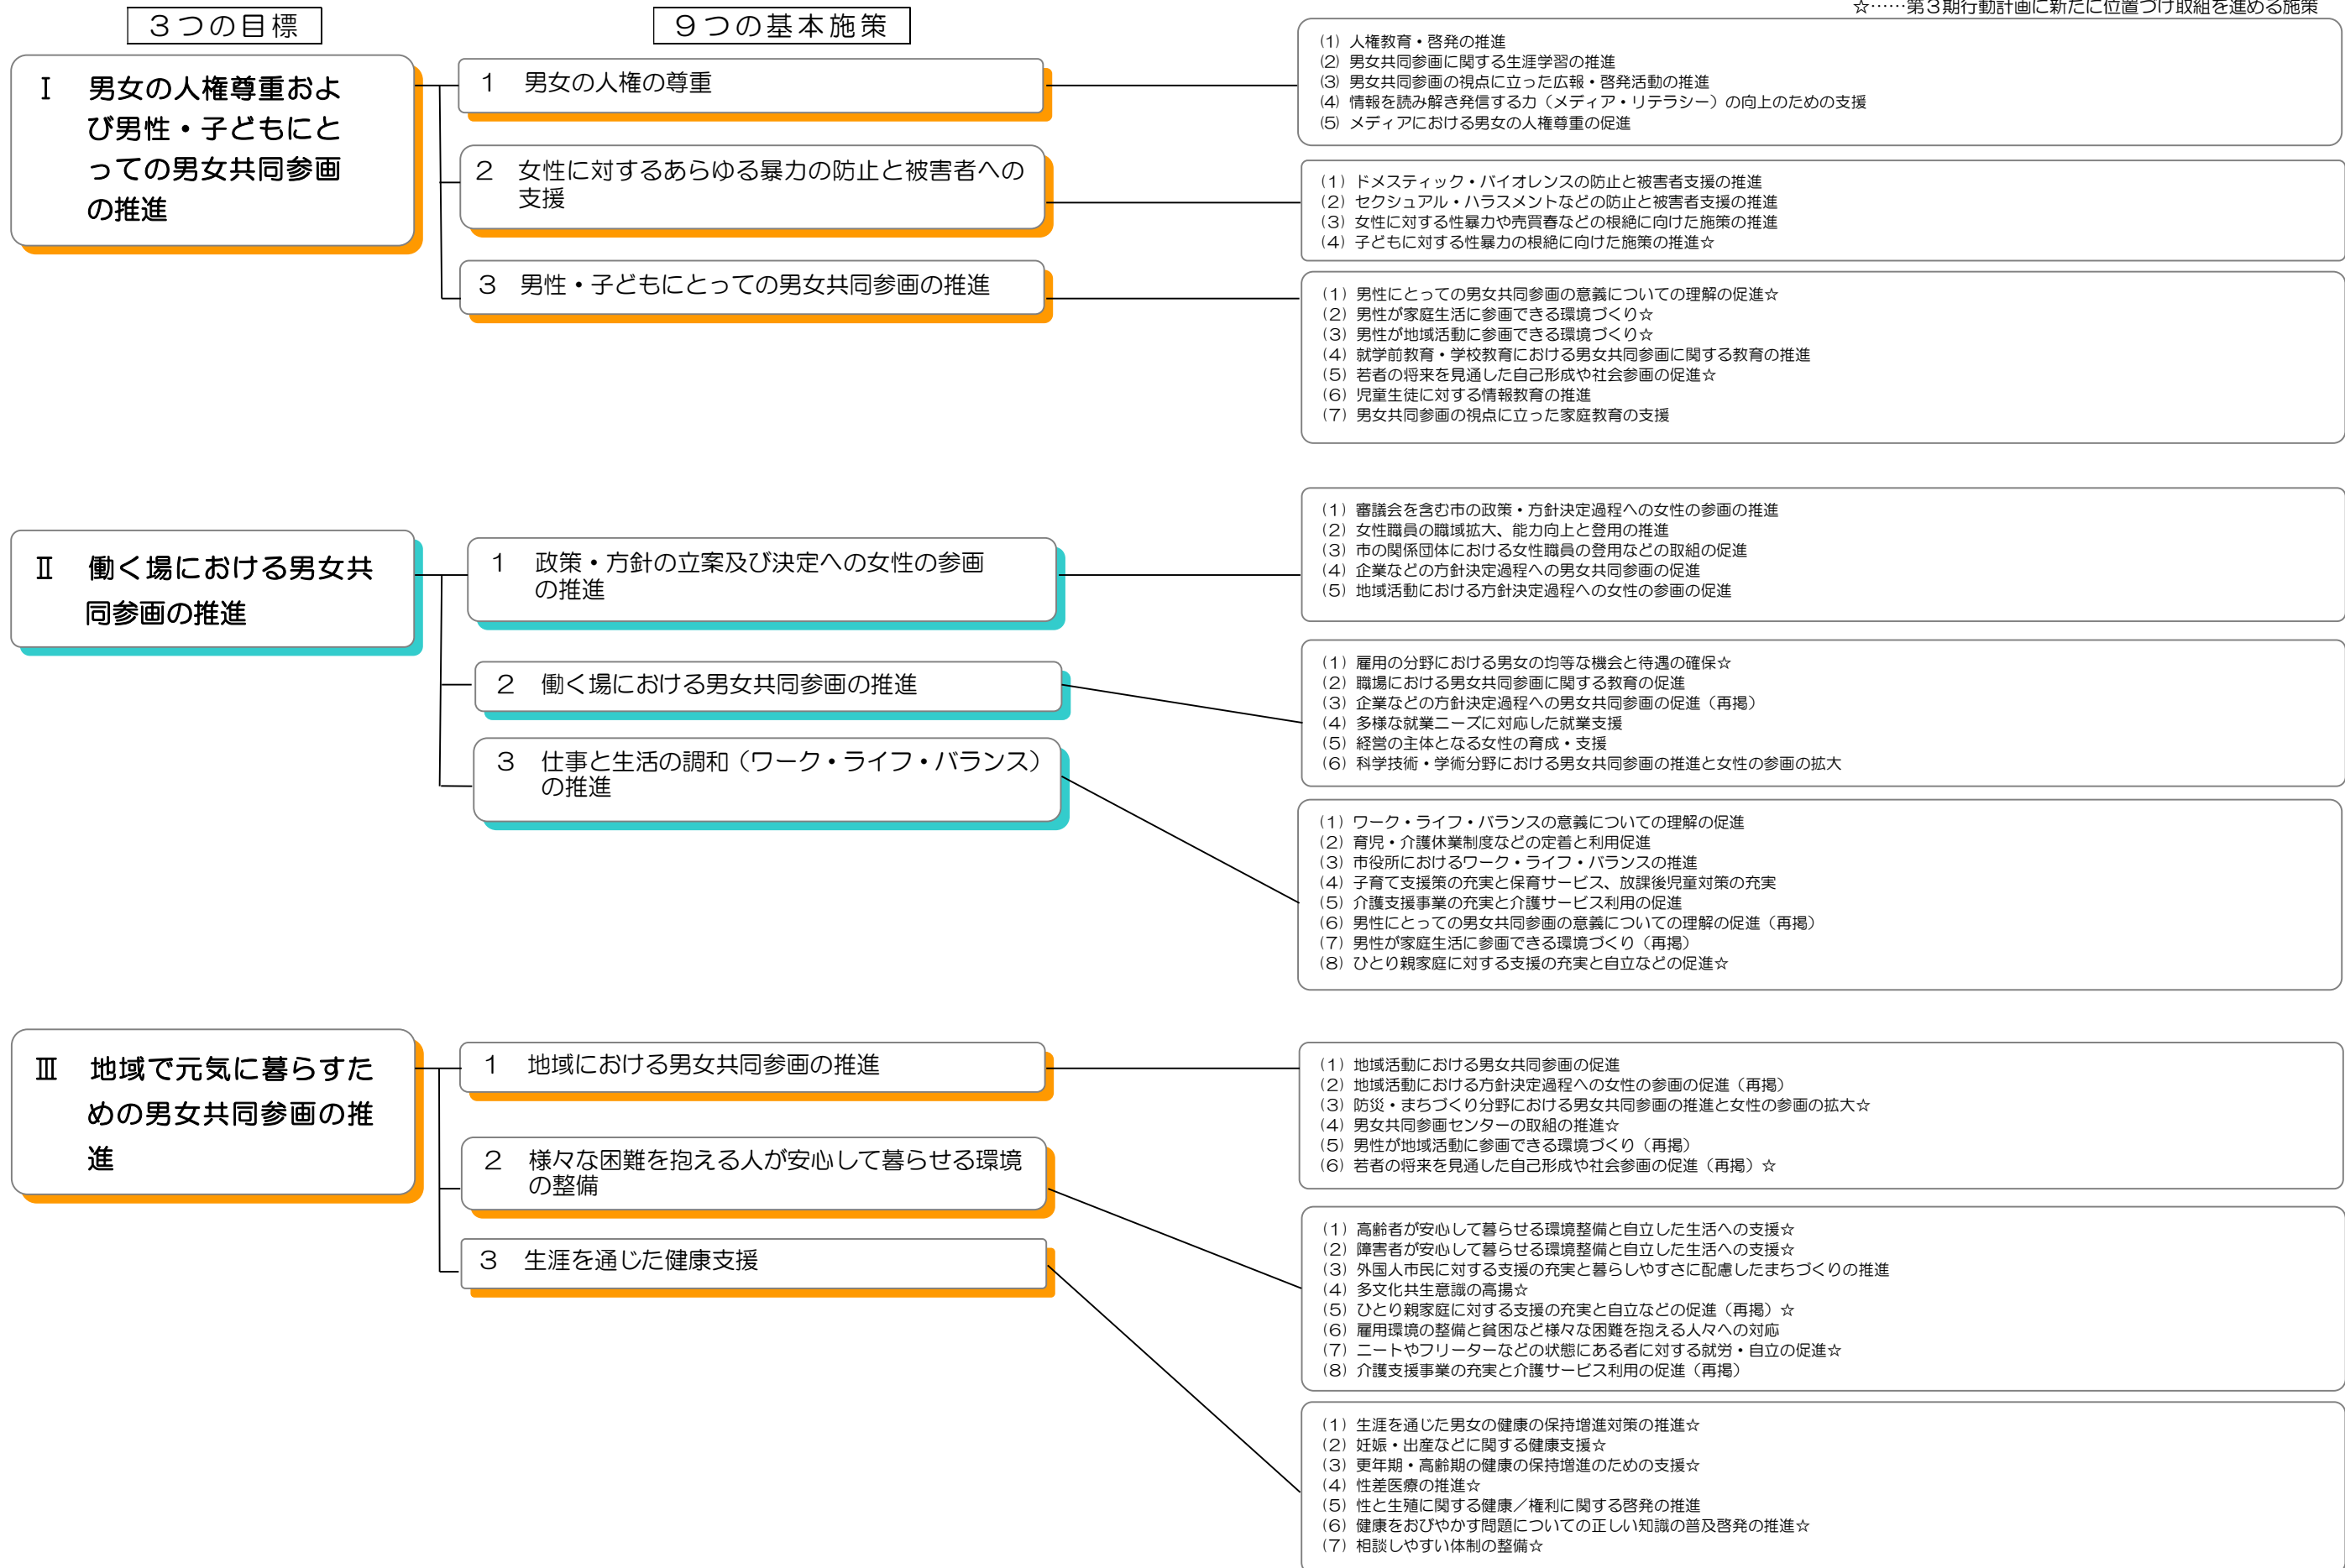 ☆……第３期行動計画に新たに位置づけ取組を進める施策
３つの目標
９つの基本施策
Ⅰ　男女の人権尊重およ
び男性・子どもにと
っての男女共同参画
の推進
１　男女の人権の尊重
(1) 人権教育・啓発の推進
(2) 男女共同参画に関する生涯学習の推進
(3) 男女共同参画の視点に立った広報・啓発活動の推進
(4) 情報を読み解き発信する力（メディア・リテラシー）の向上のための支援
(5) メディアにおける男女の人権尊重の促進
２　女性に対するあらゆる暴力の防止と被害者への
支援
(1) ドメスティック・バイオレンスの防止と被害者支援の推進
(2) セクシュアル・ハラスメントなどの防止と被害者支援の推進
(3) 女性に対する性暴力や売買春などの根絶に向けた施策の推進
(4) 子どもに対する性暴力の根絶に向けた施策の推進☆
３　男性・子どもにとっての男女共同参画の推進
(1) 男性にとっての男女共同参画の意義についての理解の促進☆
(2) 男性が家庭生活に参画できる環境づくり☆
(3) 男性が地域活動に参画できる環境づくり☆
(4) 就学前教育・学校教育における男女共同参画に関する教育の推進
(5) 若者の将来を見通した自己形成や社会参画の促進☆
(6) 児童生徒に対する情報教育の推進
(7) 男女共同参画の視点に立った家庭教育の支援
Ⅱ　働く場における男女共
同参画の推進
１　政策・方針の立案及び決定への女性の参画
の推進
(1) 審議会を含む市の政策・方針決定過程への女性の参画の推進
(2) 女性職員の職域拡大、能力向上と登用の推進
(3) 市の関係団体における女性職員の登用などの取組の促進
(4) 企業などの方針決定過程への男女共同参画の促進
(5) 地域活動における方針決定過程への女性の参画の促進
２　働く場における男女共同参画の推進
(1) 雇用の分野における男女の均等な機会と待遇の確保☆
(2) 職場における男女共同参画に関する教育の促進
(3) 企業などの方針決定過程への男女共同参画の促進（再掲）
(4) 多様な就業ニーズに対応した就業支援
(5) 経営の主体となる女性の育成・支援
(6) 科学技術・学術分野における男女共同参画の推進と女性の参画の拡大
３　仕事と生活の調和（ワーク・ライフ・バランス）
の推進
(1) ワーク・ライフ・バランスの意義についての理解の促進
(2) 育児・介護休業制度などの定着と利用促進
(3) 市役所におけるワーク・ライフ・バランスの推進
(4) 子育て支援策の充実と保育サービス、放課後児童対策の充実
(5) 介護支援事業の充実と介護サービス利用の促進
(6) 男性にとっての男女共同参画の意義についての理解の促進（再掲）
(7) 男性が家庭生活に参画できる環境づくり（再掲）
(8) ひとり親家庭に対する支援の充実と自立などの促進☆
Ⅲ　地域で元気に暮らすた
めの男女共同参画の推
進
１　地域における男女共同参画の推進
(1) 地域活動における男女共同参画の促進
(2) 地域活動における方針決定過程への女性の参画の促進（再掲）
(3) 防災・まちづくり分野における男女共同参画の推進と女性の参画の拡大☆
(4) 男女共同参画センターの取組の推進☆
(5) 男性が地域活動に参画できる環境づくり（再掲）
(6) 若者の将来を見通した自己形成や社会参画の促進（再掲）☆
２　様々な困難を抱える人が安心して暮らせる環境
の整備
(1) 高齢者が安心して暮らせる環境整備と自立した生活への支援☆
(2) 障害者が安心して暮らせる環境整備と自立した生活への支援☆
(3) 外国人市民に対する支援の充実と暮らしやすさに配慮したまちづくりの推進
(4) 多文化共生意識の高揚☆
(5) ひとり親家庭に対する支援の充実と自立などの促進（再掲）☆
(6) 雇用環境の整備と貧困など様々な困難を抱える人々への対応
(7) ニートやフリーターなどの状態にある者に対する就労・自立の促進☆
(8) 介護支援事業の充実と介護サービス利用の促進（再掲）
３　生涯を通じた健康支援
(1) 生涯を通じた男女の健康の保持増進対策の推進☆
(2) 妊娠・出産などに関する健康支援☆
(3) 更年期・高齢期の健康の保持増進のための支援☆
(4) 性差医療の推進☆
(5) 性と生殖に関する健康／権利に関する啓発の推進
(6) 健康をおびやかす問題についての正しい知識の普及啓発の推進☆
(7) 相談しやすい体制の整備☆